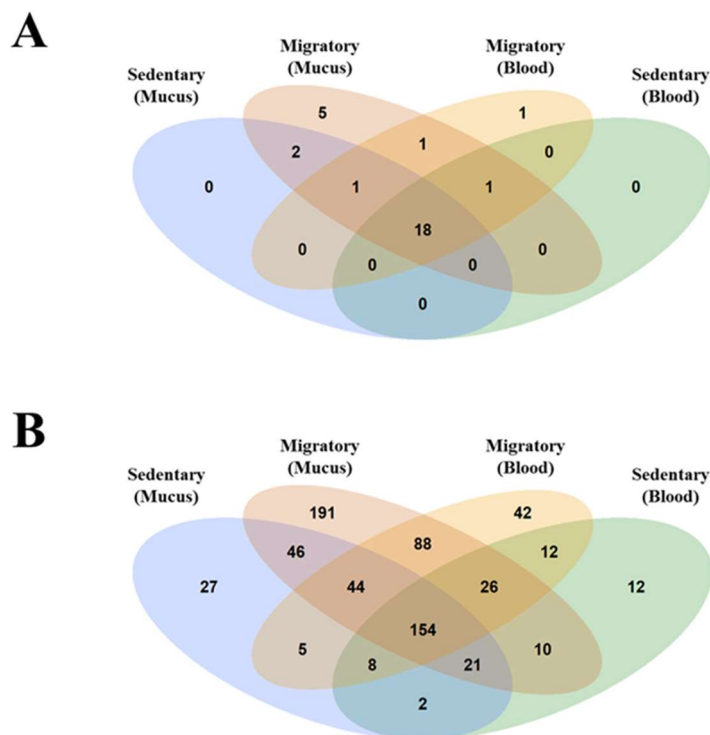 A
Sedentary
(Mucus)
Migratory
(Mucus)
Migratory
(Blood)
Sedentary
(Blood)
5
1
2
1
0
0
1
1
0
18
0
0
0
0
0
B
Sedentary
(Mucus)
Migratory
(Mucus)
Migratory
(Blood)
Sedentary
(Blood)
191
42
46
88
12
27
44
26
12
154
5
8
21
10
2